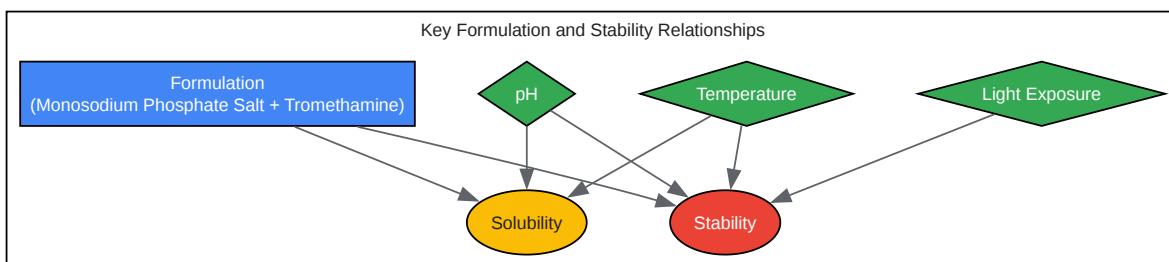 Key Formulation and Stability Relationships
Formulation
(Monosodium Phosphate Salt + Tromethamine)
pH
Temperature
Light Exposure
Solubility
Stability